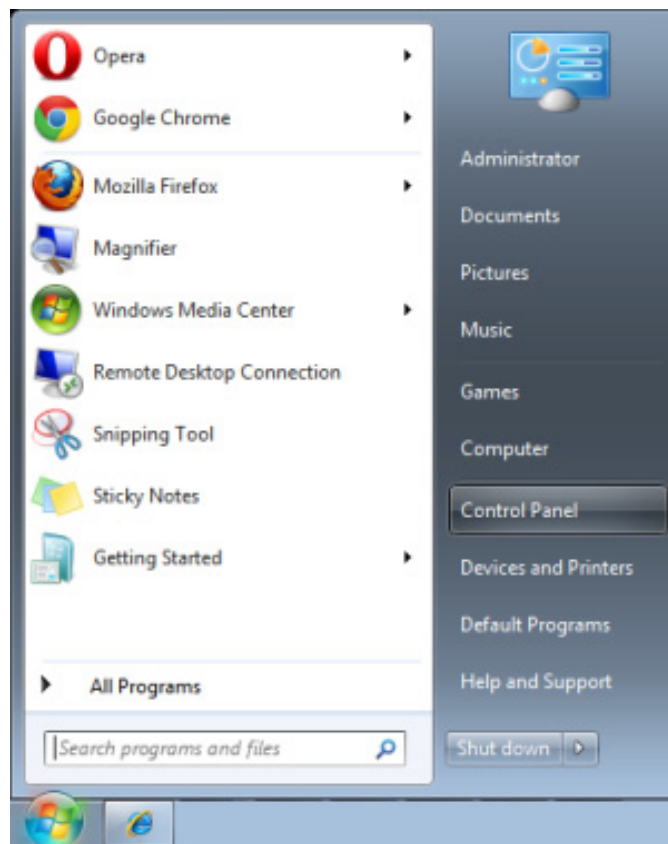 Opera
Google Chrome
Mozilla Firefox
Magnifier
Windows Media Center
Remote Desktop Connection
Snipping Tool
Sticky Notes
Getting Started
All Programs
Search programs and files
Administrator
Documents
Pictures
Music
Games
Computer
Control Panel
Devices and Printers
Default Programs
Help and Support
Shut down